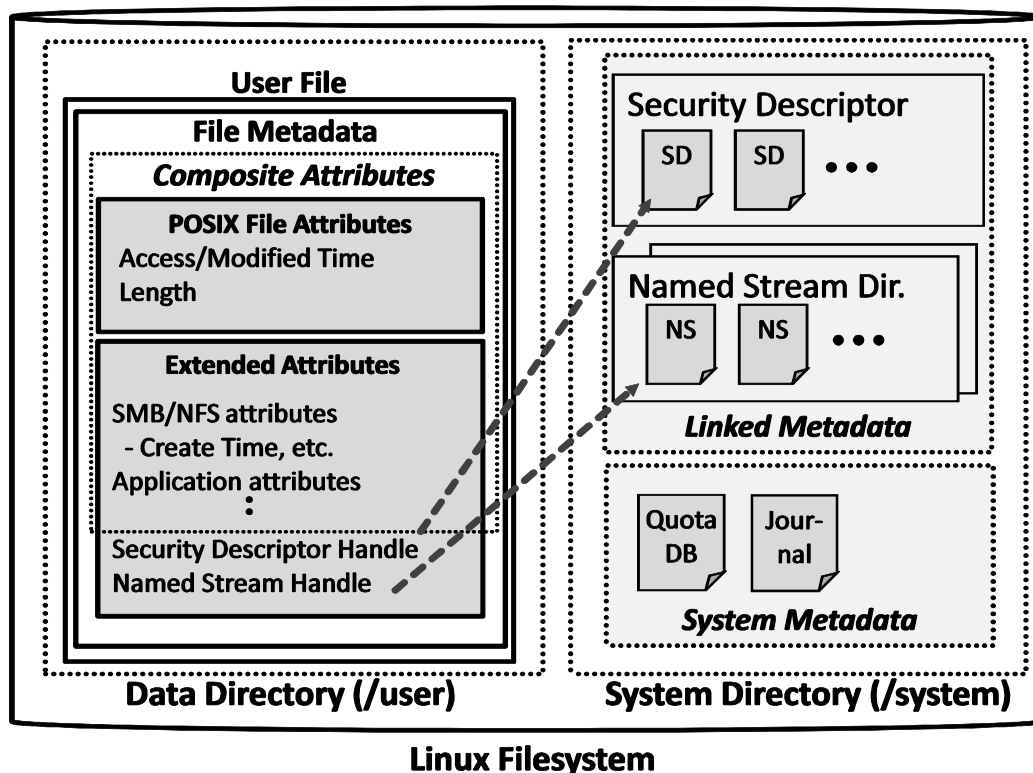 User File
File Metadata
Composite Attributes
POSIX File Attributes
Access/Modified Time
Length
Extended Attributes
SMB/NFS attributes
- Create Time, etc.
Application attributes
Security Descriptor Handle
Named Stream Handle
Data Directory (/user)
Security Descriptor
SD SD
Named Stream Dir.
NS NS
Linked Metadata
Quota
DB
Jour-
nal
System Metadata
System Directory (/system)
Linux Filesystem